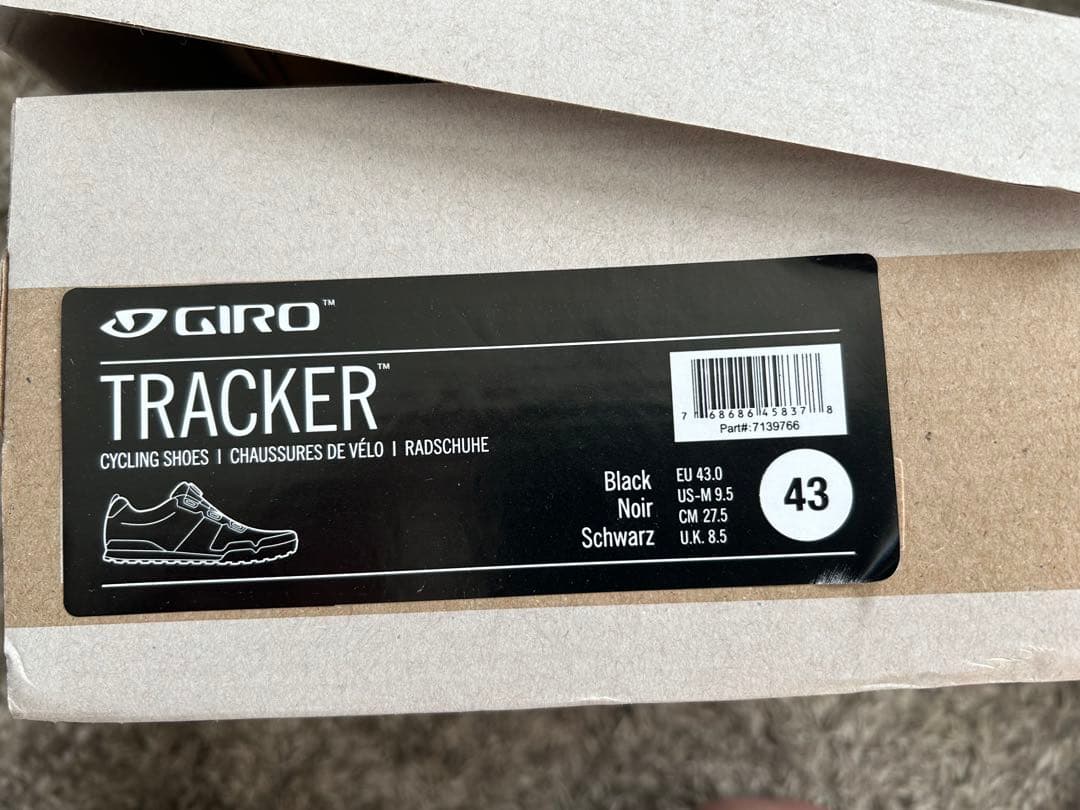 GIRO™
TRACKER™
CYCLING SHOES | CHAUSSURES DE VÉLO | RADSCHUHE
7 68686 45837 8
Part#:7139766
Black
Noir
Schwarz
EU 43.0
US-M 9.5
CM 27.5
U.K. 8.5
43